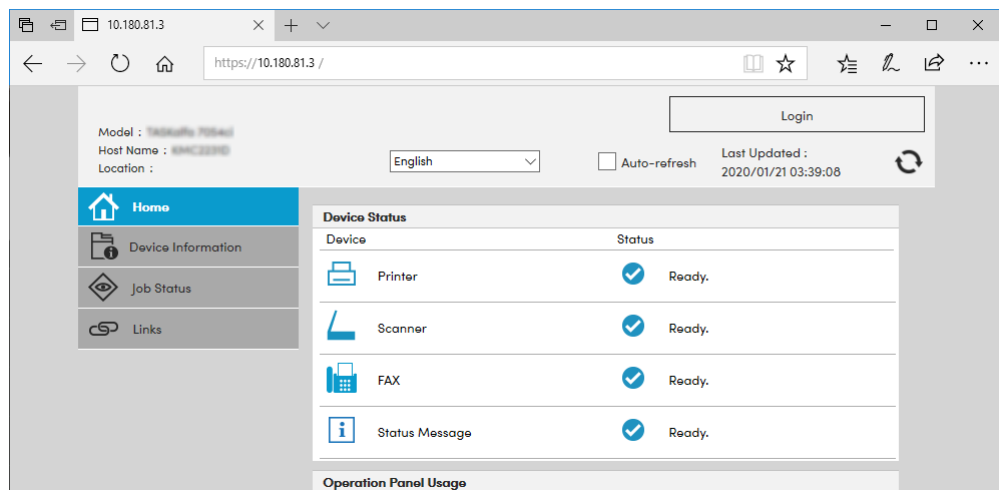 10.180.81.3
https://10.180.81.3 /
Login
Model :
Host Name :
Location :
English
Auto-refresh
Last Updated :
2020/01/21 03:39:08
Home
Device Information
Job Status
Links
Device Status
Device Status
Printer Ready.
Scanner Ready.
FAX Ready.
Status Message Ready.
Operation Panel Usage